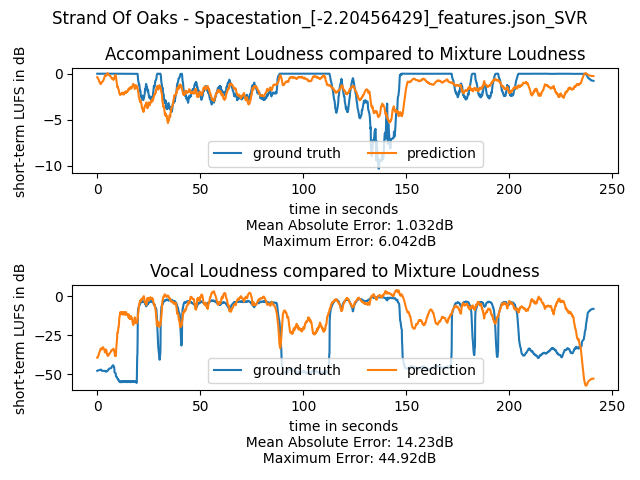 Strand Of Oaks - Spacestation_[-2.20456429]_features.json_SVR
Accompaniment Loudness compared to Mixture Loudness
short-term LUFS in dB
0
−5
−10
ground truth
prediction
0 50 100 150 200 250
time in seconds
Mean Absolute Error: 1.032dB
Maximum Error: 6.042dB
Vocal Loudness compared to Mixture Loudness
short-term LUFS in dB
0
−25
−50
ground truth
prediction
0 50 100 150 200 250
time in seconds
Mean Absolute Error: 14.23dB
Maximum Error: 44.92dB